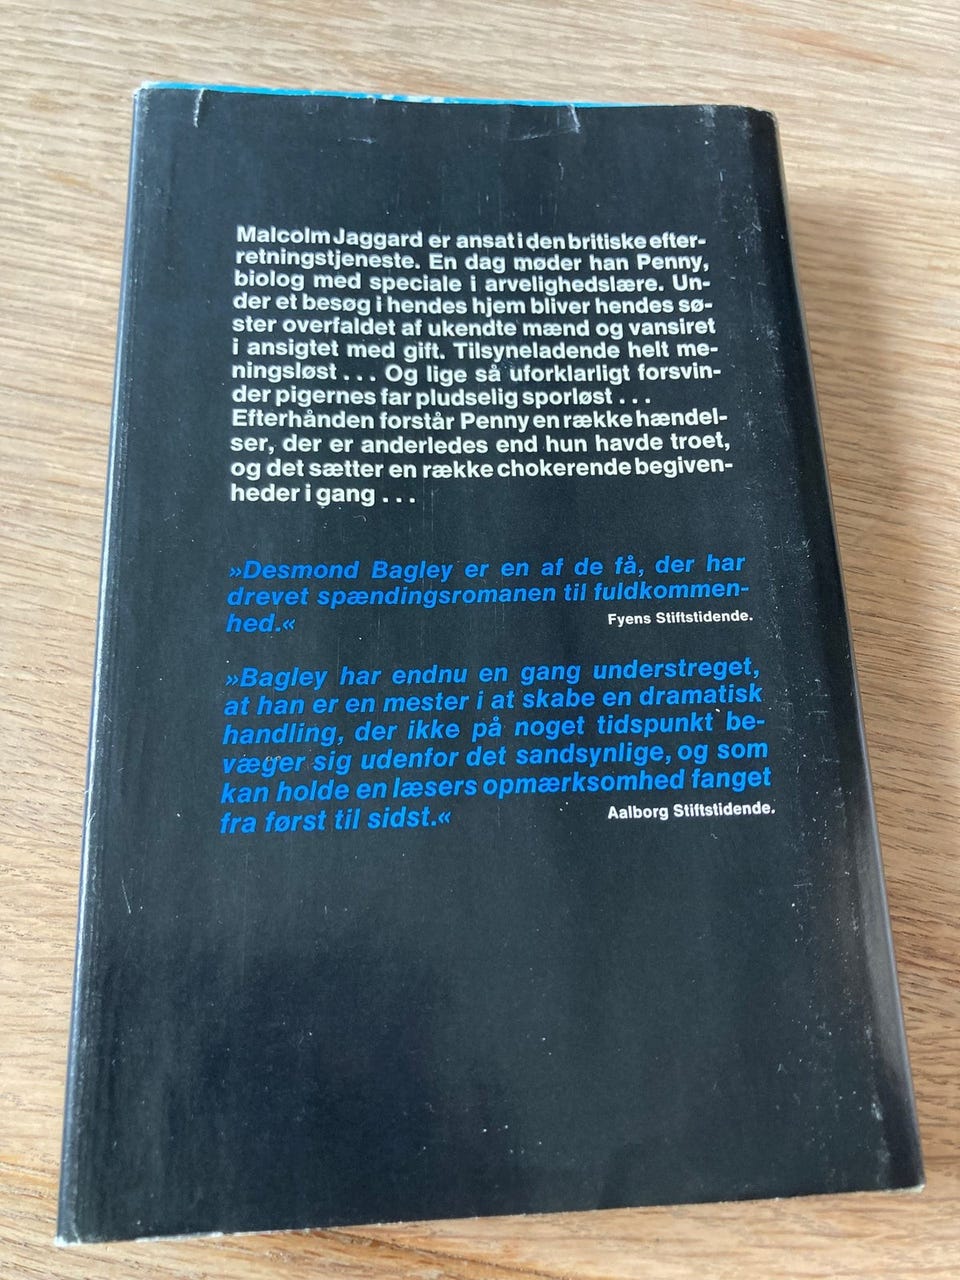 Malcolm Jaggard er ansat i den britiske efter-
retningstjeneste. En dag møder han Penny,
biolog med speciale i arvelighedslære. Un-
der et besøg i hendes hjem bliver hendes sø-
ster overfaldet af ukendte mænd og vansiret
i ansigtet med gift. Tilsyneladende helt me-
ningsløst . . . Og lige så uforklarligt forsvin-
der pigernes far pludselig sporløst . . .
Efterhånden forstår Penny en række hændel-
ser, der er anderledes end hun havde troet,
og det sætter en række chokerende begiven-
heder i gang . . .
»Desmond Bagley er en af de få, der har
drevet spændingsromanen til fuldkommen-
hed.« Fyens Stiftstidende.
»Bagley har endnu en gang understreget,
at han er en mester i at skabe en dramatisk
handling, der ikke på noget tidspunkt be-
væger sig udenfor det sandsynlige, og som
kan holde en læsers opmærksomhed fanget
fra først til sidst.« Aalborg Stiftstidende.